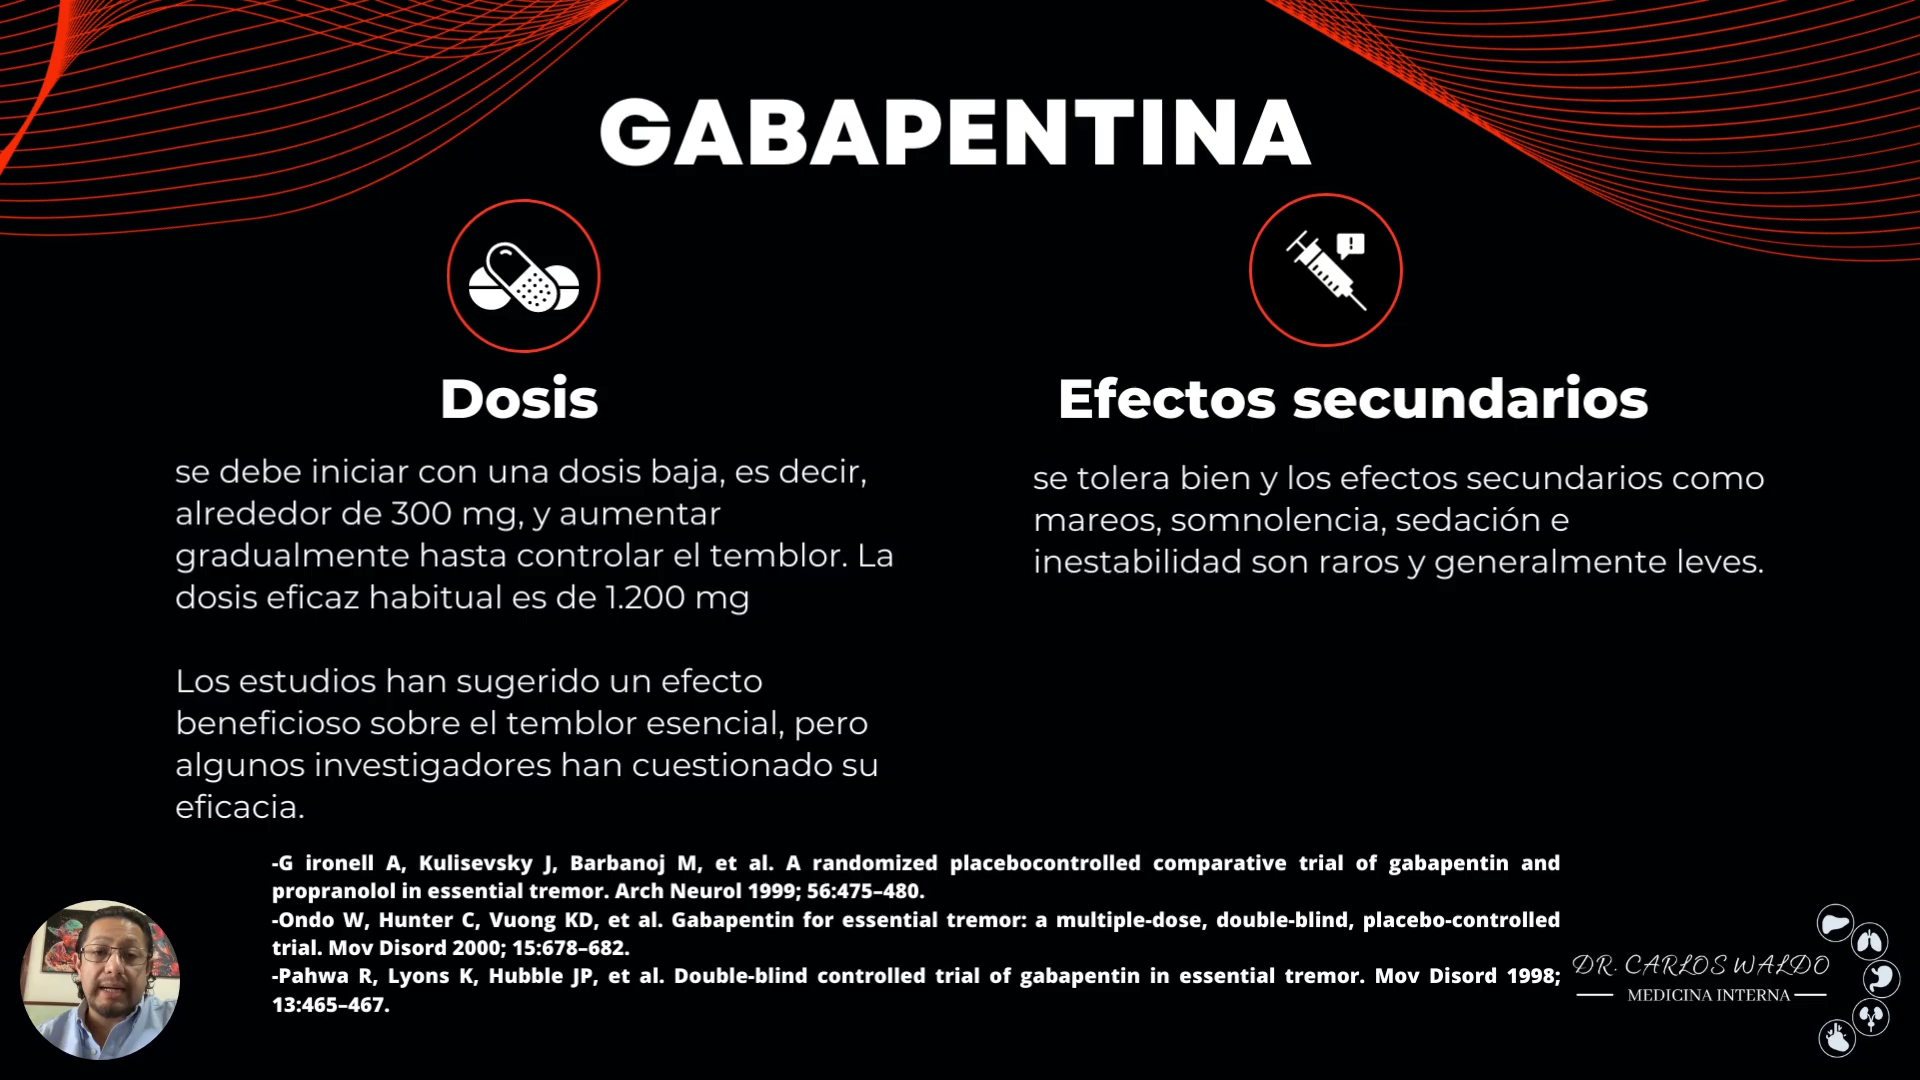 GABAPENTINA
Dosis
se debe iniciar con una dosis baja, es decir,
alrededor de 300 mg, y aumentar
gradualmente hasta controlar el temblor. La
dosis eficaz habitual es de 1.200 mg
Los estudios han sugerido un efecto
beneficioso sobre el temblor esencial, pero
algunos investigadores han cuestionado su
eficacia.
Efectos secundarios
se tolera bien y los efectos secundarios como
mareos, somnolencia, sedación e
inestabilidad son raros y generalmente leves.
-G ironell A, Kulisevsky J, Barbanoj M, et al. A randomized placebocontrolled comparative trial of gabapentin and
propranolol in essential tremor. Arch Neurol 1999; 56:475–480.
-Ondo W, Hunter C, Vuong KD, et al. Gabapentin for essential tremor: a multiple-dose, double-blind, placebo-controlled
trial. Mov Disord 2000; 15:678–682.
-Pahwa R, Lyons K, Hubble JP, et al. Double-blind controlled trial of gabapentin in essential tremor. Mov Disord 1998;
13:465–467.
DR. CARLOS WALDO
MEDICINA INTERNA